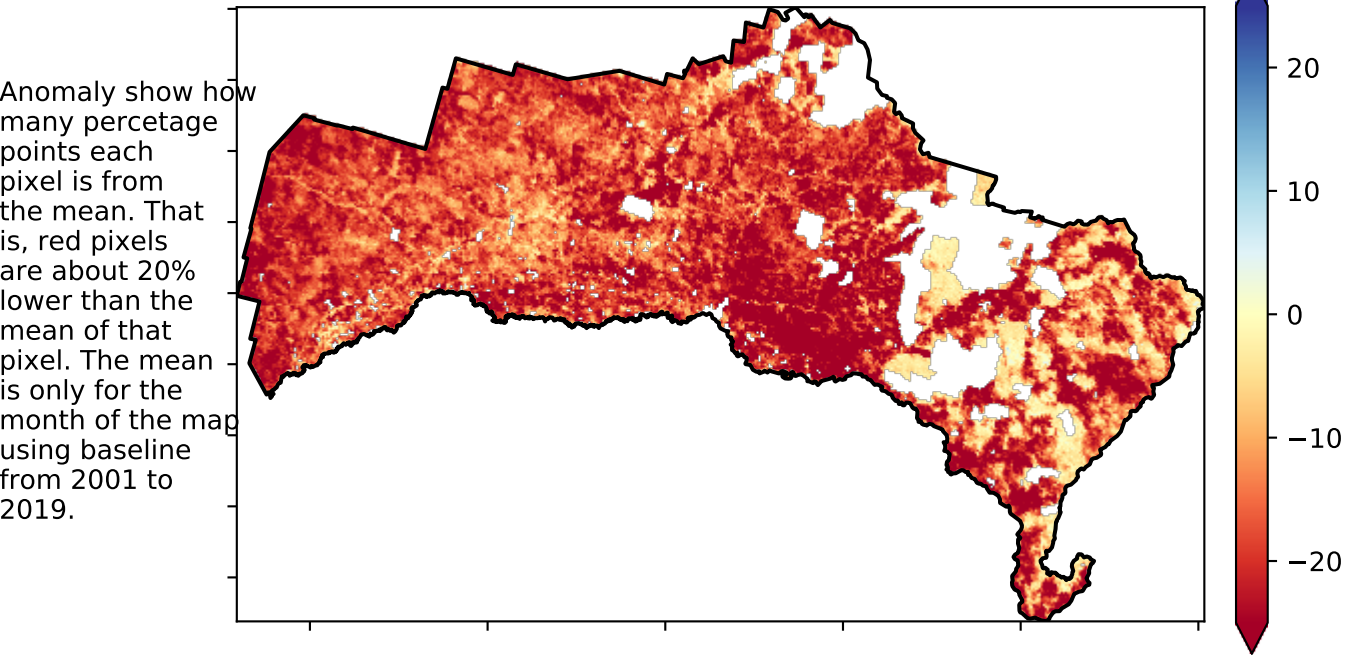 Anomaly show how
many percetage
points each
pixel is from
the mean. That
is, red pixels
are about 20%
lower than the
mean of that
pixel. The mean
is only for the
month of the map
using baseline
from 2001 to
2019.
20
10
0
−10
−20